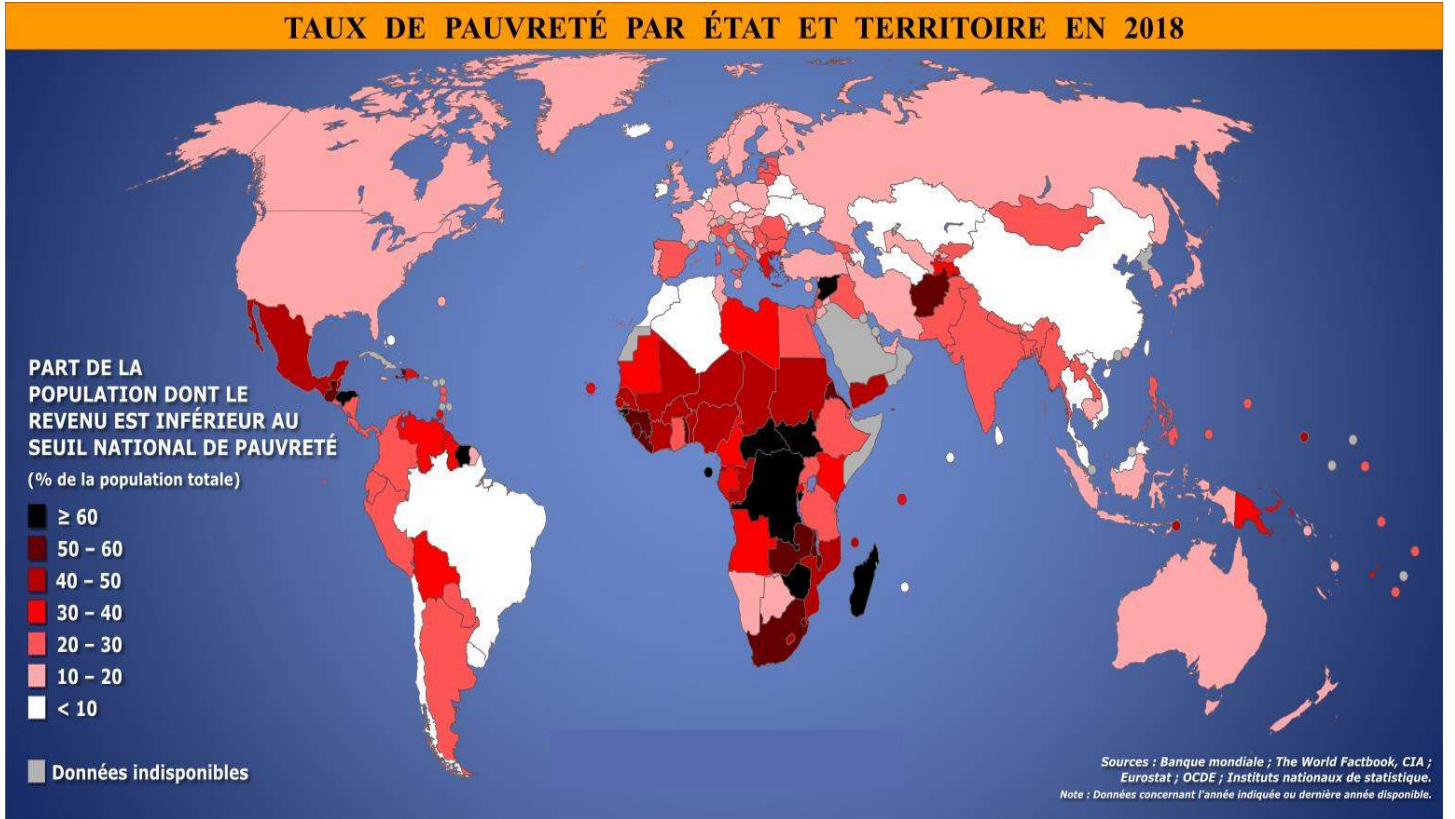 TAUX DE PAUVRETÉ PAR ÉTAT ET TERRITOIRE EN 2018
PART DE LA
POPULATION DONT LE
REVENU EST INFÉRIEUR AU
SEUIL NATIONAL DE PAUVRETÉ
(% de la population totale)
≥ 60
50 – 60
40 – 50
30 – 40
20 – 30
10 – 20
< 10
Données indisponibles
Sources : Banque mondiale ; The World Factbook, CIA ;
Eurostat ; OCDE ; Instituts nationaux de statistique.
Note : Données concernant l'année indiquée ou dernière année disponible.